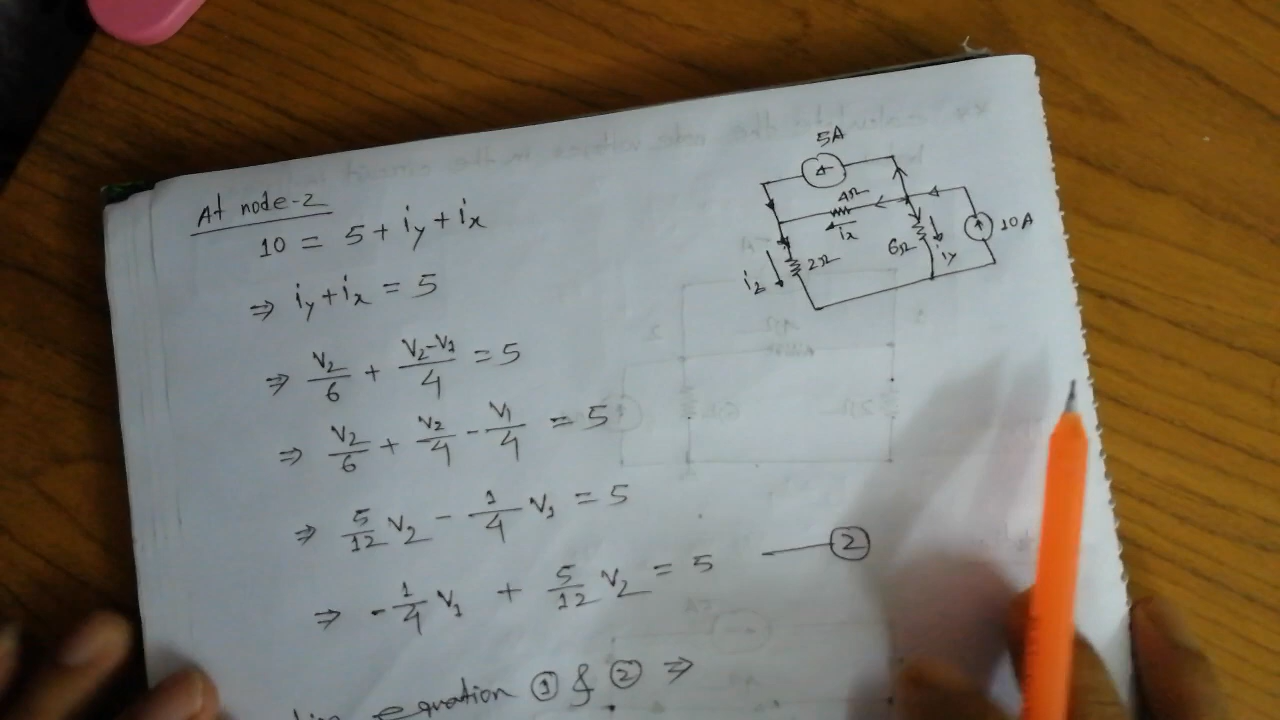 At node-2
10 = 5 + iy + ix
⇒ iy + ix = 5
⇒ V2/6 + (V2-V1)/4 = 5
⇒ V2/6 + V2/4 - V1/4 = 5
⇒ 5/12 V2 - 1/4 V1 = 5
⇒ -1/4 V1 + 5/12 V2 = 5 — ②
equation ① & ② ⇒
5A
4Ω
ix
2Ω
i2
6Ω
iy
10A